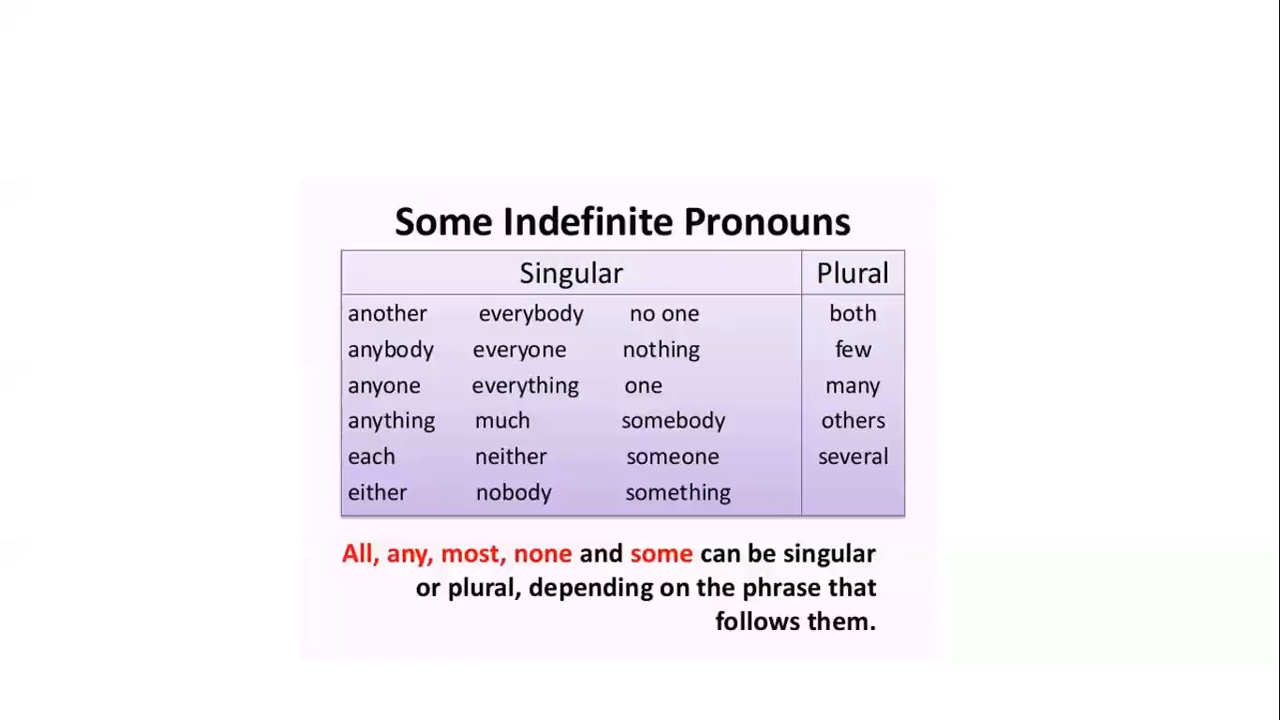 Some Indefinite Pronouns
Singular Plural
another everybody no one both
anybody everyone nothing few
anyone everything one many
anything much somebody others
each neither someone several
either nobody something
All, any, most, none and some can be singular
or plural, depending on the phrase that
follows them.